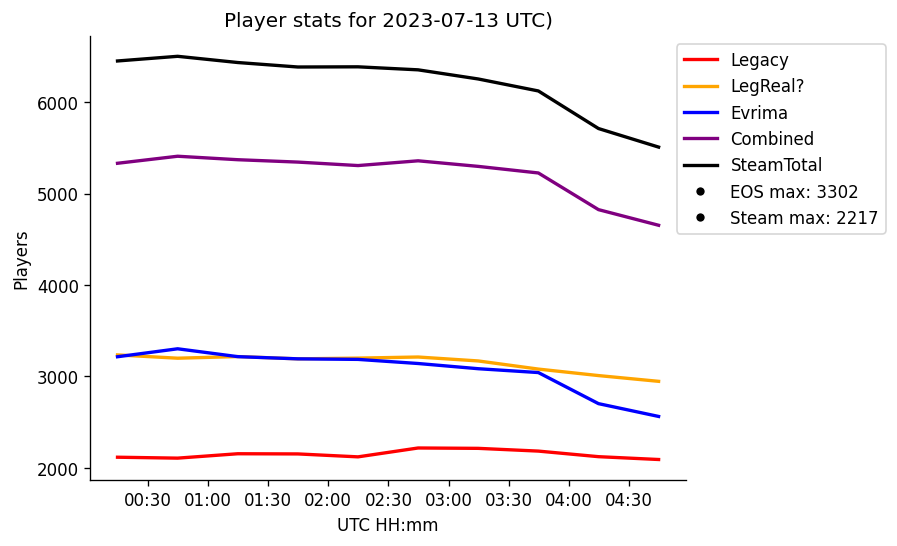 Player stats for 2023-07-13 UTC)
Legacy
LegReal?
Evrima
Combined
SteamTotal
EOS max: 3302
Steam max: 2217
Players
6000
5000
4000
3000
2000
00:30 01:00 01:30 02:00 02:30 03:00 03:30 04:00 04:30
UTC HH:mm